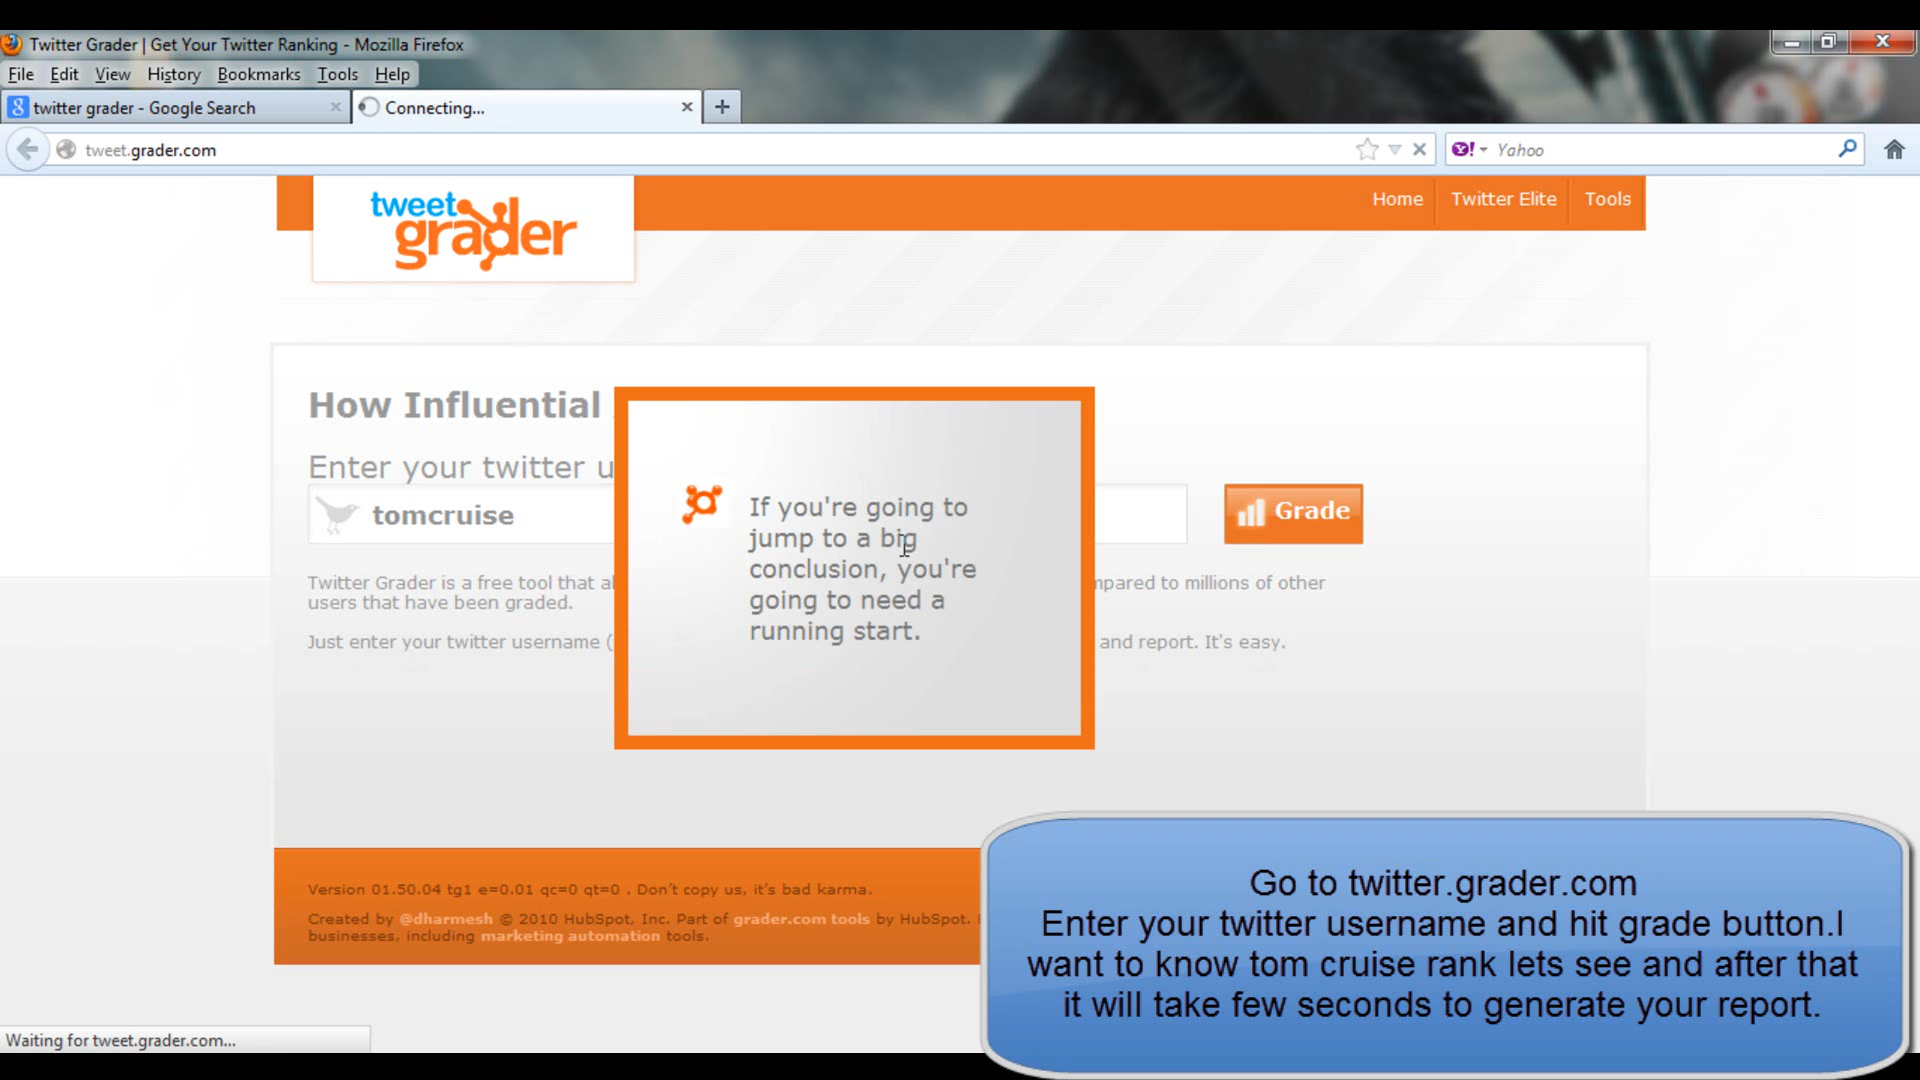 Twitter Grader | Get Your Twitter Ranking - Mozilla Firefox
File Edit View History Bookmarks Tools Help
twitter grader - Google Search
Connecting...
tweet.grader.com
Yahoo
tweet
grader
Home Twitter Elite Tools
How Influential
Enter your twitter u
tomcruise
Grade
If you're going to
jump to a big
conclusion, you're
going to need a
running start.
Twitter Grader is a free tool that al mpared to millions of other
users that have been graded.
Just enter your twitter username ( and report. It's easy.
Version 01.50.04 tg1 e=0.01 qc=0 qt=0 . Don't copy us, it's bad karma.
Created by @dharmesh © 2010 HubSpot, Inc. Part of grader.com tools by HubSpot.
businesses, including marketing automation tools.
Go to twitter.grader.com
Enter your twitter username and hit grade button.I
want to know tom cruise rank lets see and after that
it will take few seconds to generate your report.
Waiting for tweet.grader.com...